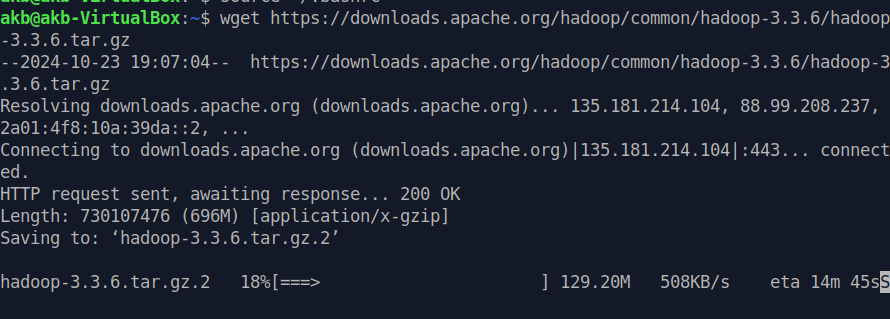 akb@akb-VirtualBox:~$ wget https://downloads.apache.org/hadoop/common/hadoop-3.3.6/hadoop
-3.3.6.tar.gz
--2024-10-23 19:07:04--  https://downloads.apache.org/hadoop/common/hadoop-3.3.6/hadoop-3
.3.6.tar.gz
Resolving downloads.apache.org (downloads.apache.org)... 135.181.214.104, 88.99.208.237,
2a01:4f8:10a:39da::2, ...
Connecting to downloads.apache.org (downloads.apache.org)|135.181.214.104|:443... connect
ed.
HTTP request sent, awaiting response... 200 OK
Length: 730107476 (696M) [application/x-gzip]
Saving to: ‘hadoop-3.3.6.tar.gz.2’
hadoop-3.3.6.tar.gz.2   18%[===>                      ] 129.20M   508KB/s    eta 14m 45sS